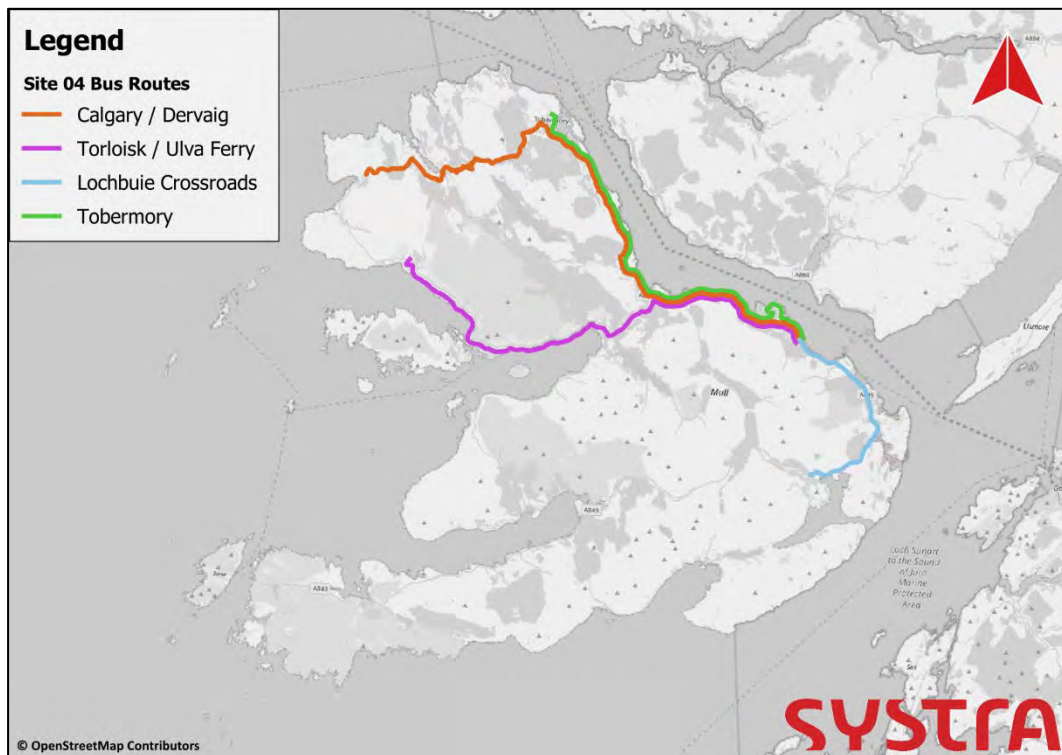 Legend
Site 04 Bus Routes
Calgary / Dervaig
Torloisk / Ulva Ferry
Lochbuie Crossroads
Tobermory
A884
A884
Lismore
Mull
A849
A849
Loch Sunart
to the Sound
of Jura
Marine
Protected
Area
SYSTRA
© OpenStreetMap Contributors